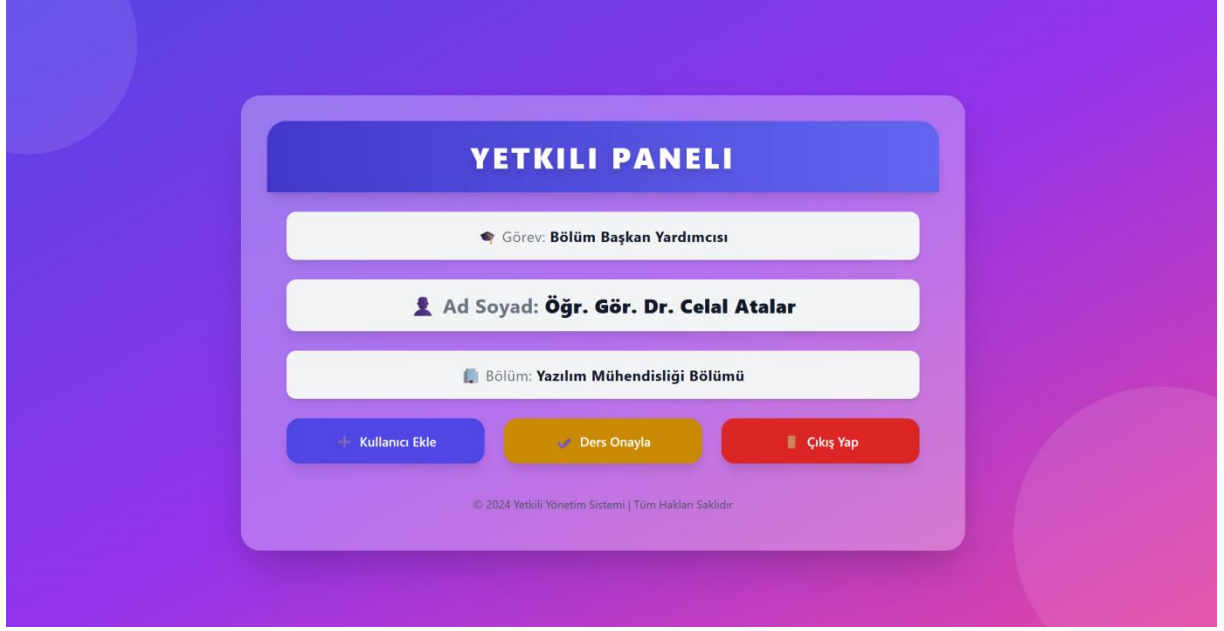 YETKILI PANELI
Görev: Bölüm Başkan Yardımcısı
Ad Soyad: Öğr. Gör. Dr. Celal Atalar
Bölüm: Yazılım Mühendisliği Bölümü
Kullanıcı Ekle
Ders Onayla
Çıkış Yap
© 2024 Yetkili Yönetim Sistemi | Tüm Hakları Saklıdır